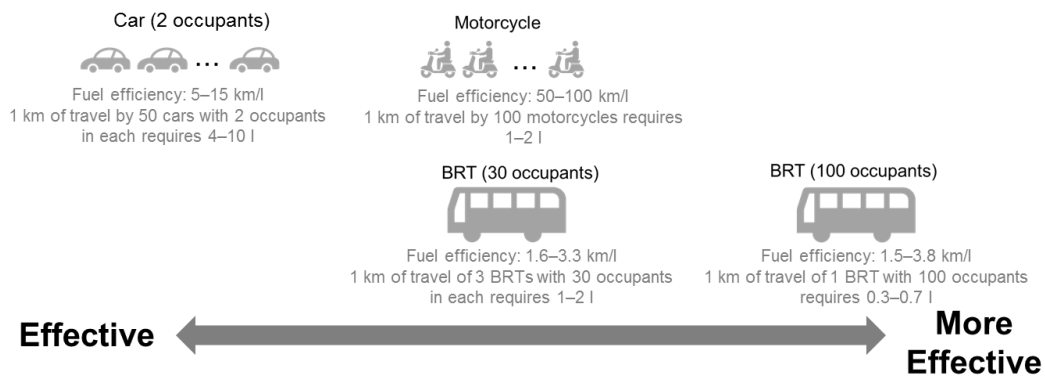 Car (2 occupants)
...
Fuel efficiency: 5–15 km/l
1 km of travel by 50 cars with 2 occupants
in each requires 4–10 l
Motorcycle
...
Fuel efficiency: 50–100 km/l
1 km of travel by 100 motorcycles requires
1–2 l
BRT (30 occupants)
Fuel efficiency: 1.6–3.3 km/l
1 km of travel of 3 BRTs with 30 occupants
in each requires 1–2 l
BRT (100 occupants)
Fuel efficiency: 1.5–3.8 km/l
1 km of travel of 1 BRT with 100 occupants
requires 0.3–0.7 l
Effective
More
Effective